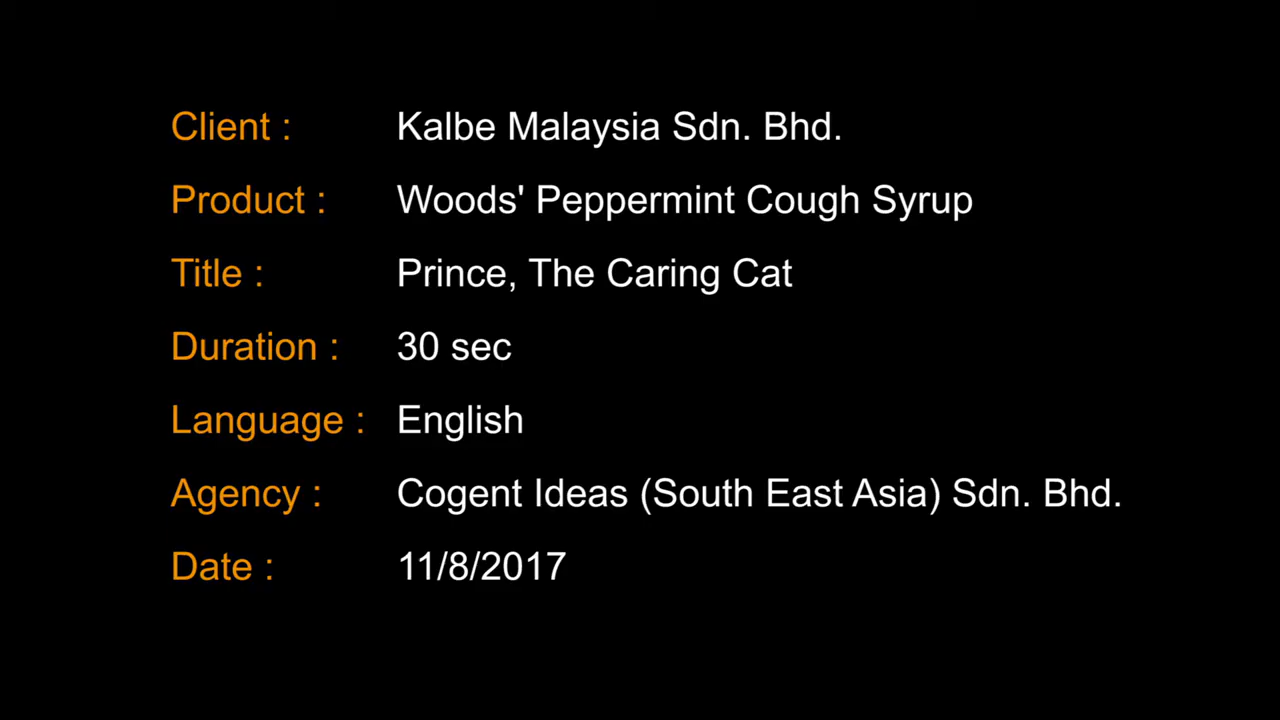 Client : Kalbe Malaysia Sdn. Bhd.
Product : Woods' Peppermint Cough Syrup
Title : Prince, The Caring Cat
Duration : 30 sec
Language : English
Agency : Cogent Ideas (South East Asia) Sdn. Bhd.
Date : 11/8/2017